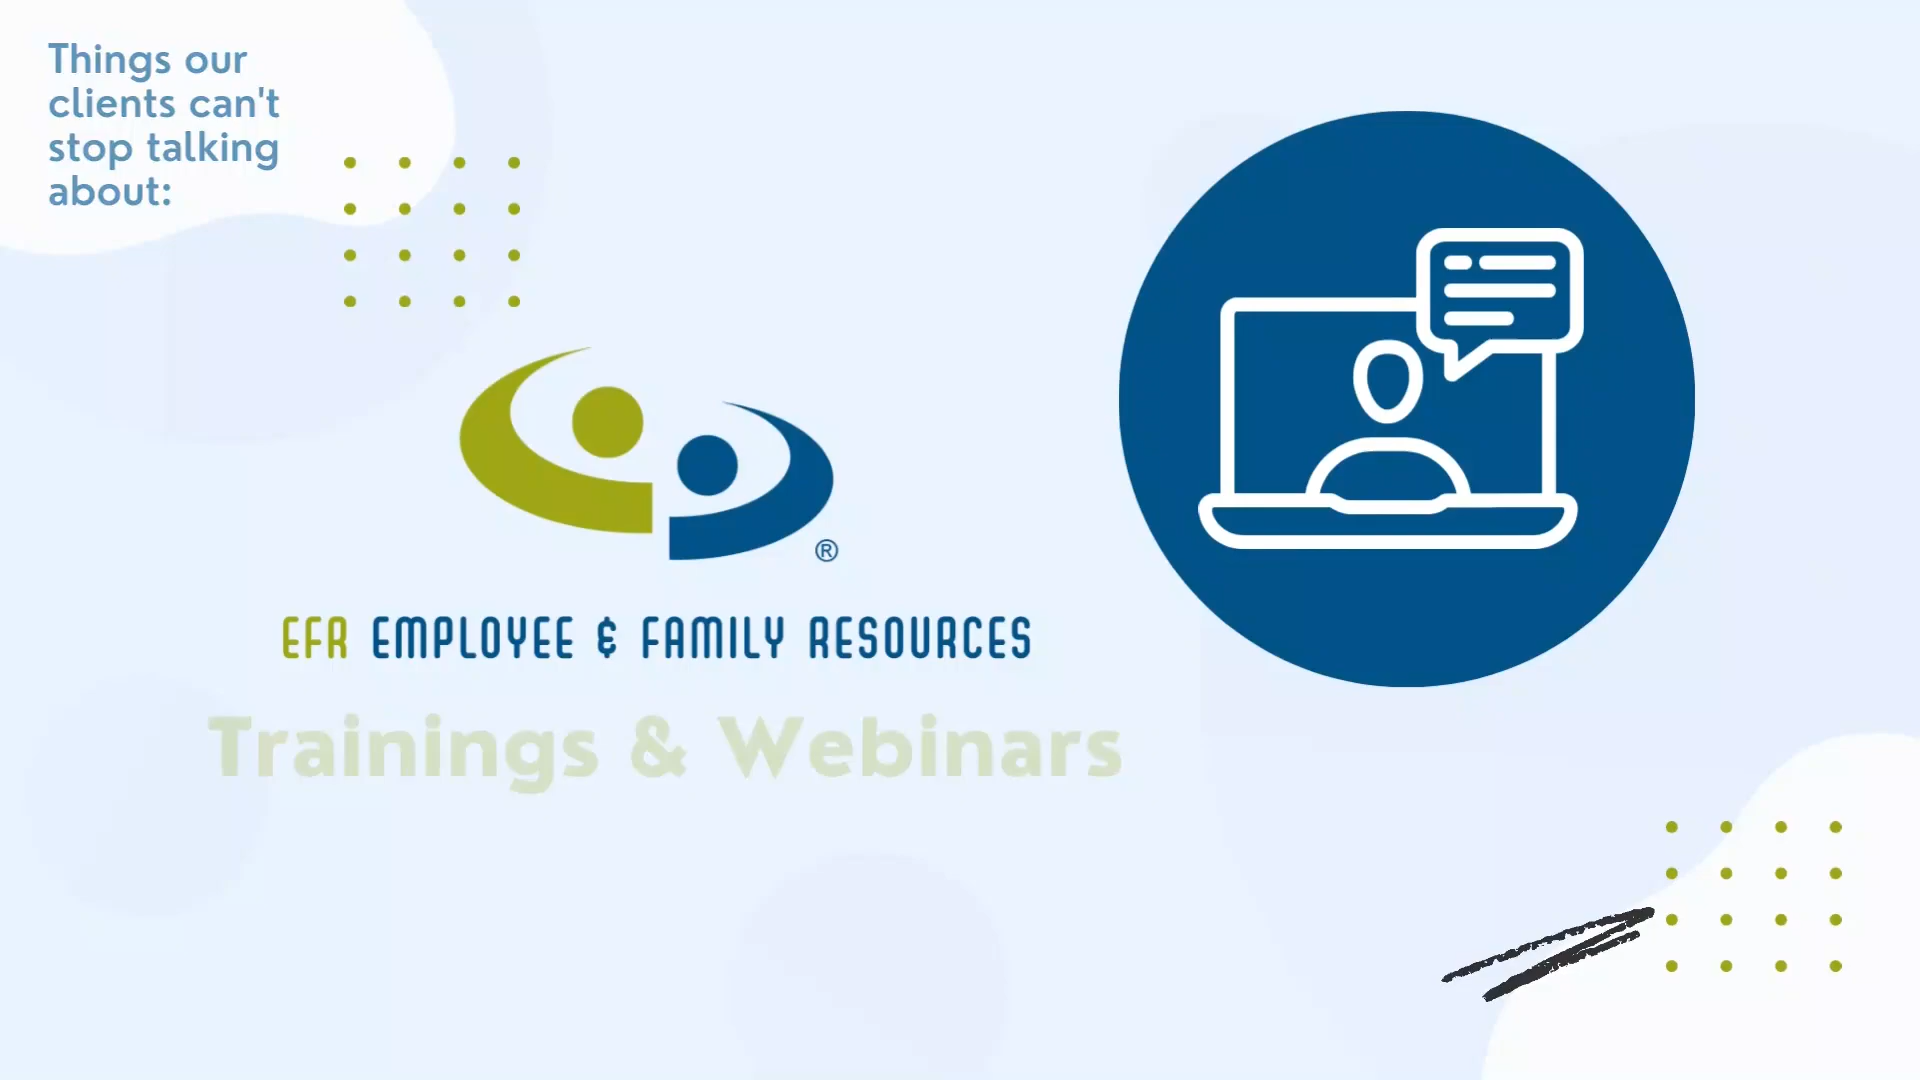 Things our
clients can't
stop talking
about:
®
EFR EMPLOYEE & FAMILY RESOURCES
Trainings & Webinars